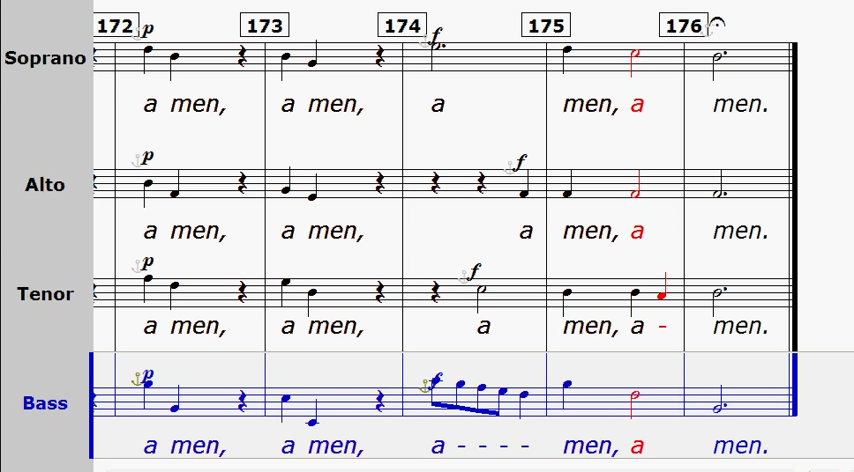 172 173 174 175 176
p f
Soprano
a men, a men, a men, a men.
p f
Alto
a men, a men, a men, a men.
p f
Tenor
a men, a men, a men, a - men.
p f
Bass
a men, a men, a - - - - men, a men.